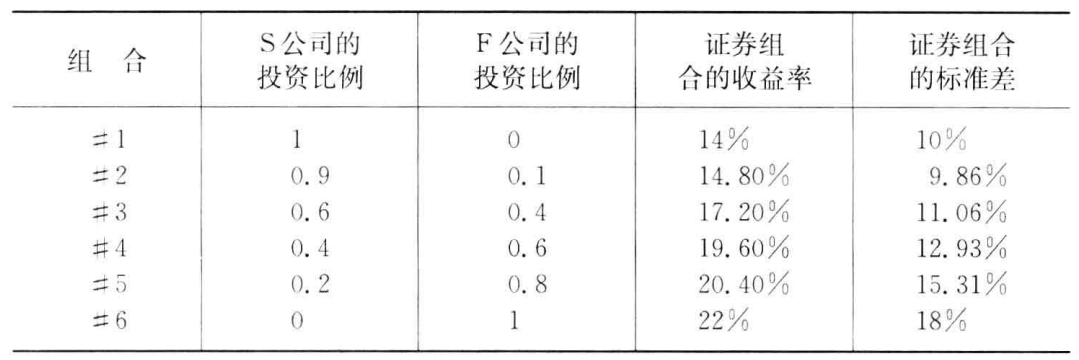 组 合 S公司的投资比例 F公司的投资比例 证券组合的收益率 证券组合的标准差
#1 1 0 14% 10%
#2 0.9 0.1 14.80% 9.86%
#3 0.6 0.4 17.20% 11.06%
#4 0.4 0.6 19.60% 12.93%
#5 0.2 0.8 20.40% 15.31%
#6 0 1 22% 18%